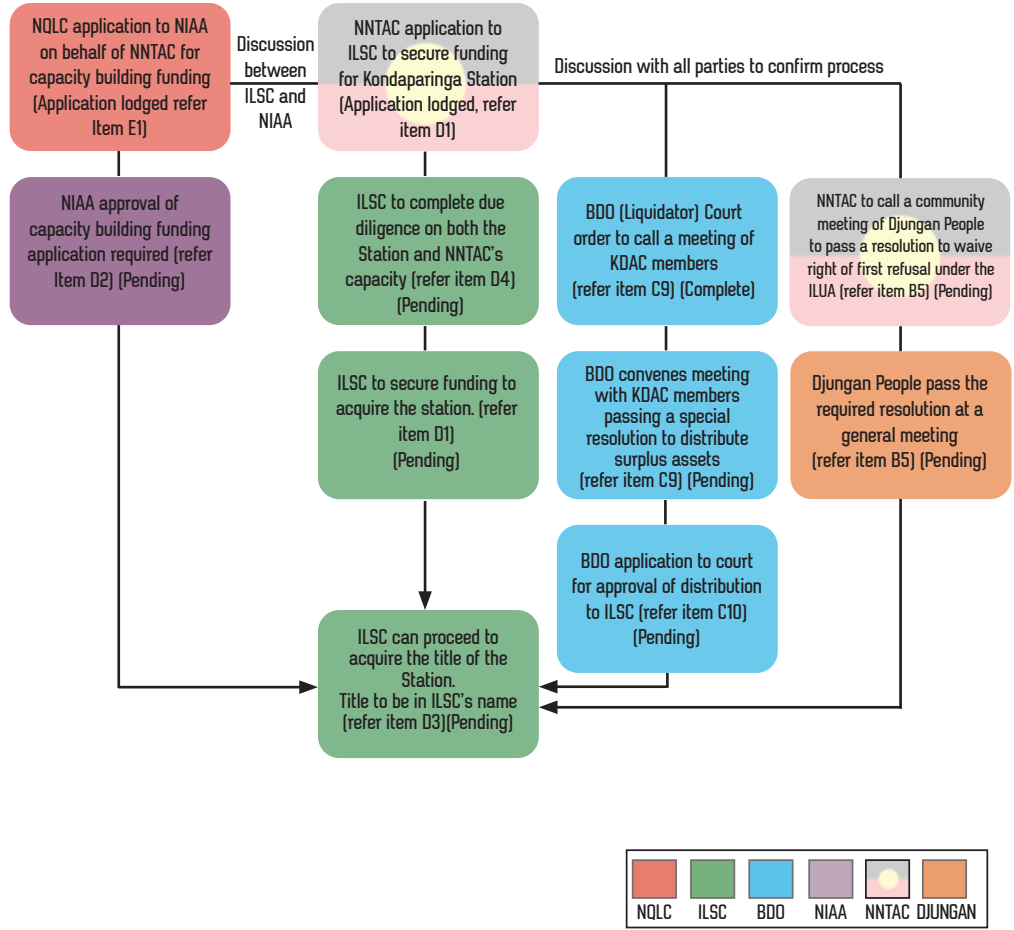 NQLC application to NIAA
on behalf of NNTAC for
capacity building funding
(Application lodged refer
Item E1)
Discussion
between
ILSC and
NIAA
NNTAC application to
ILSC to secure funding
for Kondaparinga Station
(Application lodged, refer
item D1)
Discussion with all parties to confirm process
NIAA approval of
capacity building funding
application required (refer
Item D2) (Pending)
ILSC to complete due
diligence on both the
Station and NNTAC's
capacity (refer item D4)
(Pending)
BDO (Liquidator) Court
order to call a meeting of
KDAC members
(refer item C9) (Complete)
NNTAC to call a community
meeting of Djungan People
to pass a resolution to waive
right of first refusal under the
ILUA (refer item B5) (Pending)
ILSC to secure funding to
acquire the station. (refer
item D1)
(Pending)
BDO convenes meeting
with KDAC members
passing a special
resolution to distribute
surplus assets
(refer item C9) (Pending)
Djungan People pass the
required resolution at a
general meeting
(refer item B5) (Pending)
BDO application to court
for approval of distribution
to ILSC (refer item C10)
(Pending)
ILSC can proceed to
acquire the title of the
Station.
Title to be in ILSC's name
(refer item D3)(Pending)
NQLC ILSC BDO NIAA NNTAC DJUNGAN